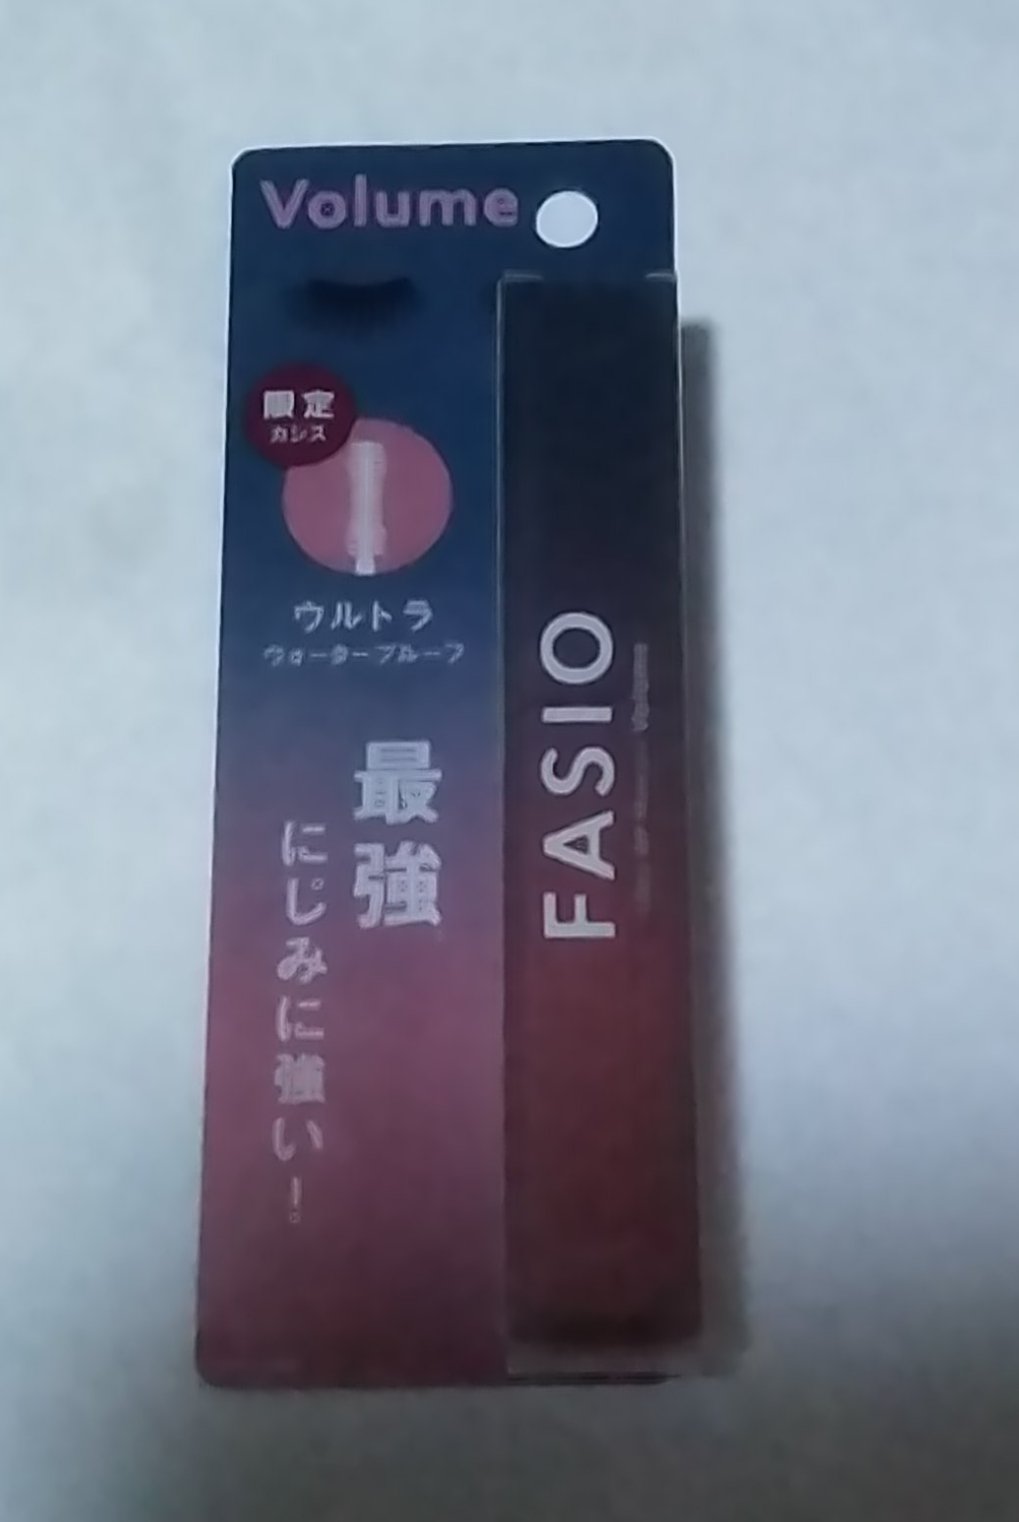 Volume
限定
カシス
ウルトラ
ウォータープルーフ
最強
にじみに強い!
FASIO
Volume